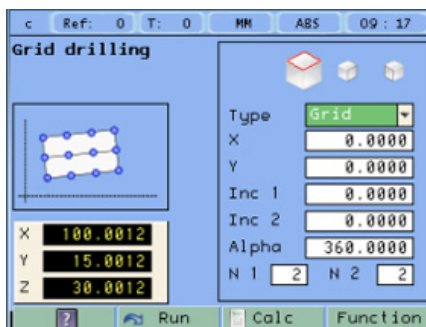 c Ref: 0 T: 0 MM ABS 09 : 17
Grid drilling
Type Grid
X 0.0000
Y 0.0000
Inc 1 0.0000
Inc 2 0.0000
Alpha 360.0000
N 1 2 N 2 2
X 100.0012
Y 15.0012
Z 30.0012
? Run Calc Function